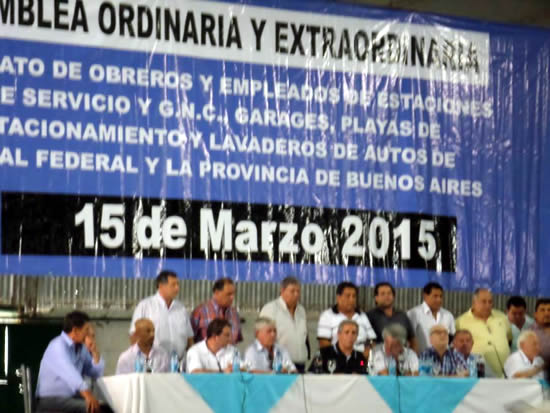 MBLEA ORDINARIA Y EXTRAORDINARIA
ATO DE OBREROS Y EMPLEADOS DE ESTACIONES
E SERVICIO Y G.N.C., GARAGES, PLAYAS DE
TACIONAMIENTO Y LAVADEROS DE AUTOS DE
AL FEDERAL Y LA PROVINCIA DE BUENOS AIRES
15 de Marzo 2015